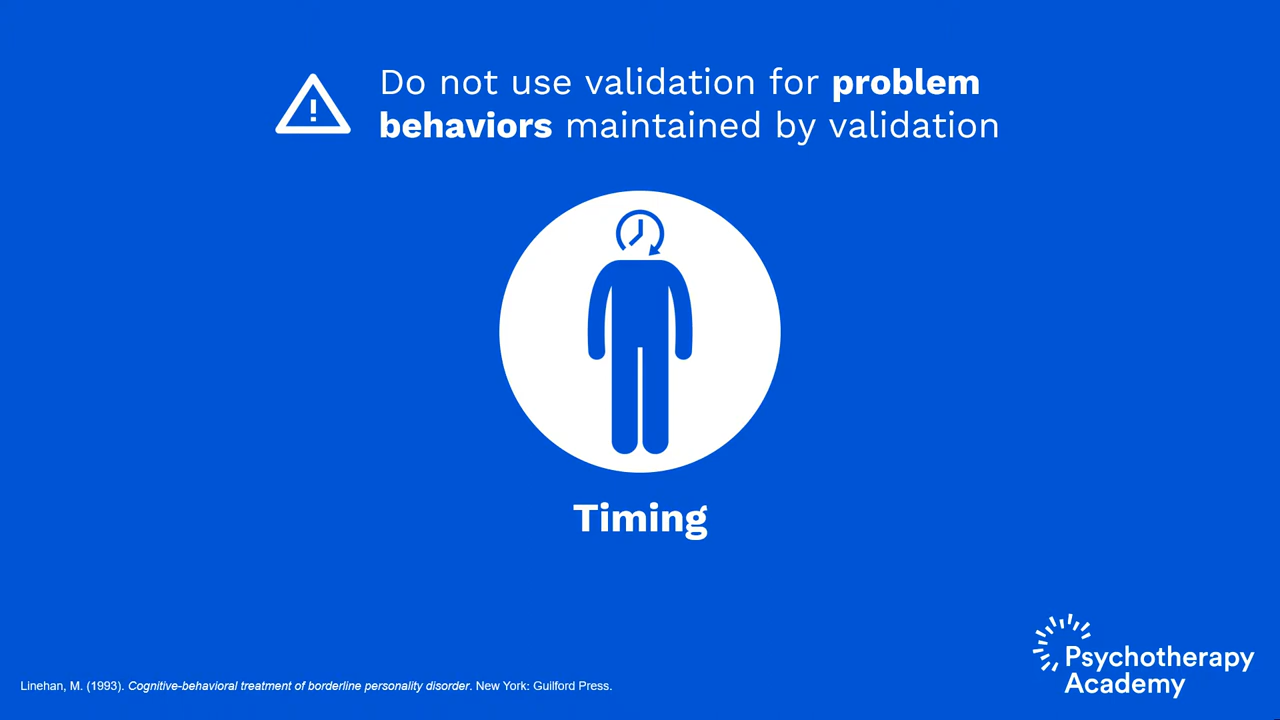 Do not use validation for problem
behaviors maintained by validation
Timing
Psychotherapy
Academy
Linehan, M. (1993). Cognitive-behavioral treatment of borderline personality disorder. New York: Guilford Press.